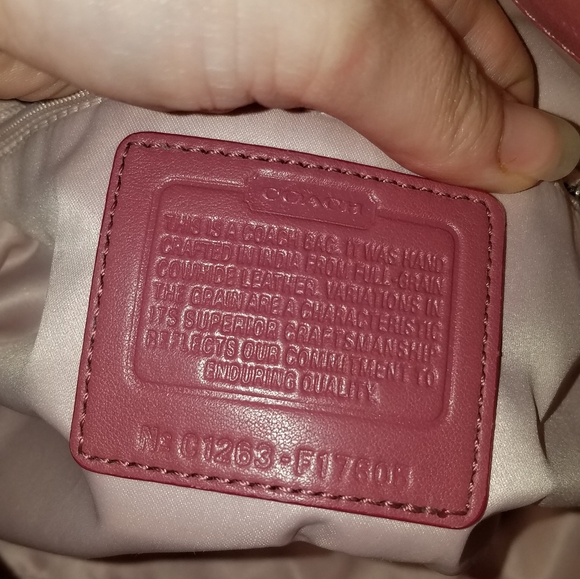 COACH
THIS IS A COACH BAG. IT WAS HAND
CRAFTED IN INDIA FROM FULL-GRAIN
COWHIDE LEATHER. VARIATIONS IN
THE GRAIN ARE A CHARACTERISTIC
ITS SUPERIOR CRAFTSMANSHIP
REFLECTS OUR COMMITMENT TO
ENDURING QUALITY.
No C1263-